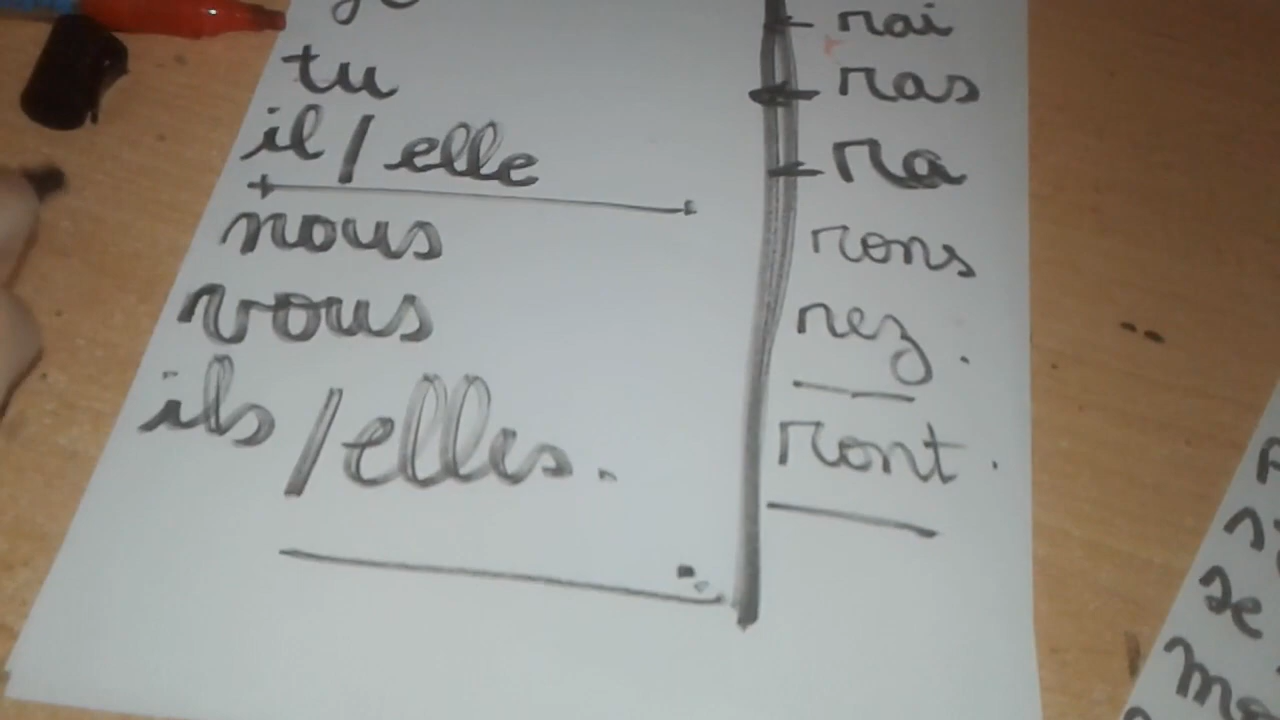 rai
tu
ras
il / elle
ra
nous
rons
vous
rez.
ils / elles.
ront.